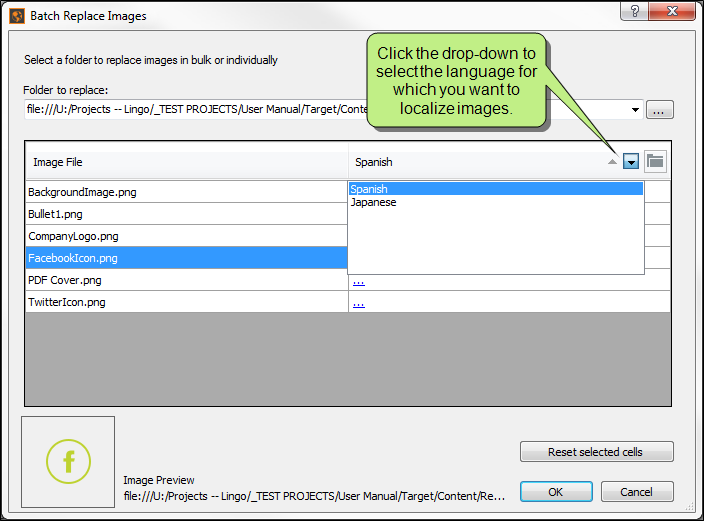 Batch Replace Images
?
Select a folder to replace images in bulk or individually
Click the drop-down to
select the language for
which you want to
localize images.
Folder to replace:
file:///U:/Projects -- Lingo/_TEST PROJECTS/User Manual/Target/Conte
...
Image File
Spanish
BackgroundImage.png
Spanish
Japanese
Bullet1.png
CompanyLogo.png
FacebookIcon.png
PDF Cover.png
...
TwitterIcon.png
...
f
Reset selected cells
Image Preview
file:///U:/Projects -- Lingo/_TEST PROJECTS/User Manual/Target/Content/Re...
OK
Cancel